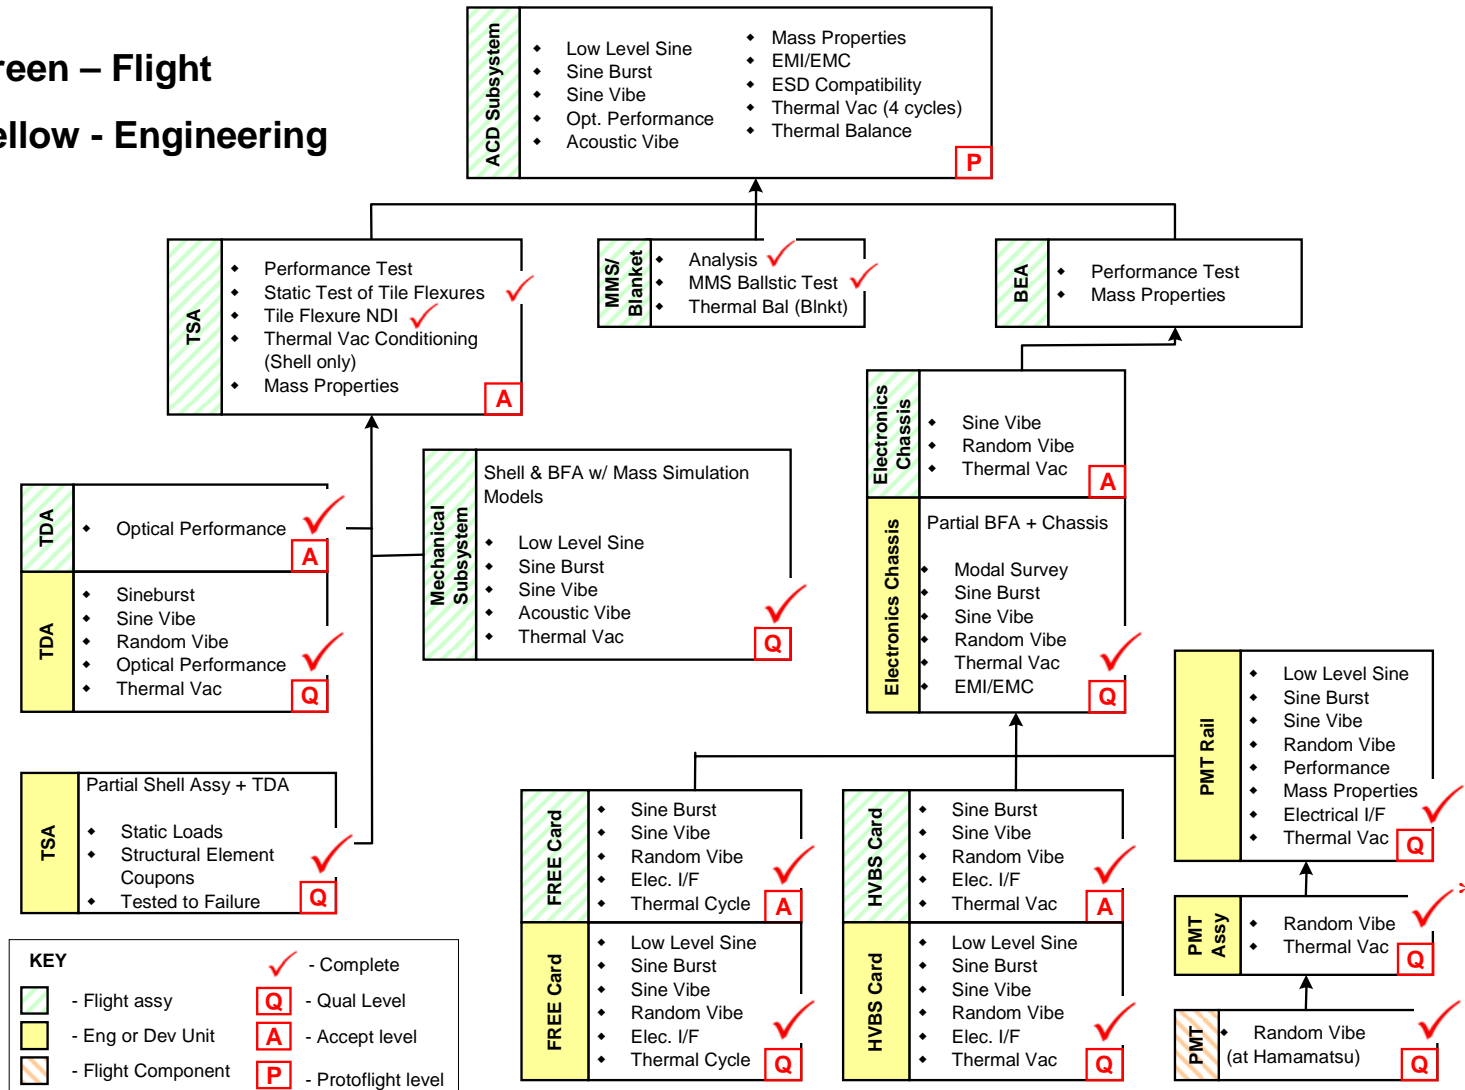 reen – Flight
ellow - Engineering
ACD Subsystem
Low Level Sine
Sine Burst
Sine Vibe
Opt. Performance
Acoustic Vibe
Mass Properties
EMI/EMC
ESD Compatibility
Thermal Vac (4 cycles)
Thermal Balance
P
TSA
Performance Test
Static Test of Tile Flexures
Tile Flexure NDI
Thermal Vac Conditioning
(Shell only)
Mass Properties
A
MMS/
Blanket
Analysis
MMS Ballstic Test
Thermal Bal (Blnkt)
BEA
Performance Test
Mass Properties
Electronics
Chassis
Sine Vibe
Random Vibe
Thermal Vac
A
Electronics Chassis
Partial BFA + Chassis
Modal Survey
Sine Burst
Sine Vibe
Random Vibe
Thermal Vac
EMI/EMC
Q
Mechanical
Subsystem
Shell & BFA w/ Mass Simulation
Models
Low Level Sine
Sine Burst
Sine Vibe
Acoustic Vibe
Thermal Vac
Q
TDA
Optical Performance
A
TDA
Sineburst
Sine Vibe
Random Vibe
Optical Performance
Thermal Vac
Q
TSA
Partial Shell Assy + TDA
Static Loads
Structural Element
Coupons
Tested to Failure
Q
FREE Card
Sine Burst
Sine Vibe
Random Vibe
Elec. I/F
Thermal Cycle
A
FREE Card
Low Level Sine
Sine Burst
Sine Vibe
Random Vibe
Elec. I/F
Thermal Cycle
Q
HVBS Card
Sine Burst
Sine Vibe
Random Vibe
Elec. I/F
Thermal Vac
A
HVBS Card
Low Level Sine
Sine Burst
Sine Vibe
Random Vibe
Elec. I/F
Thermal Vac
Q
PMT Rail
Low Level Sine
Sine Burst
Sine Vibe
Random Vibe
Performance
Mass Properties
Electrical I/F
Thermal Vac
Q
PMT
Assy
Random Vibe
Thermal Vac
Q
PMT
Random Vibe
(at Hamamatsu)
Q
KEY
- Flight assy
- Eng or Dev Unit
- Flight Component
- Complete
Q - Qual Level
A - Accept level
P - Protoflight level